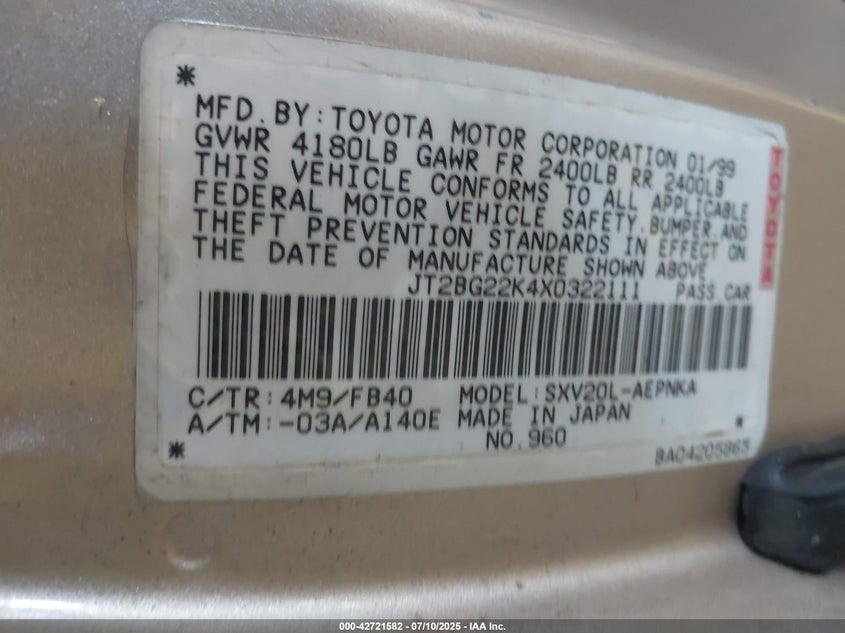 MFD. BY: TOYOTA MOTOR CORPORATION 01/99
GVWR 4180LB GAWR FR 2400LB RR 2400LB
THIS VEHICLE CONFORMS TO ALL APPLICABLE
FEDERAL MOTOR VEHICLE SAFETY, BUMPER, AND
THEFT PREVENTION STANDARDS IN EFFECT ON
THE DATE OF MANUFACTURE SHOWN ABOVE.
JT2BG22K4X0322111 PASS. CAR
TOYOTA
C/TR: 4M9/FB40 MODEL: SXV20L-AEPNKA
A/TM: -03A/A140E MADE IN JAPAN
NO. 960
BA04205865
000-42721582 - 07/10/2025 - IAA Inc.